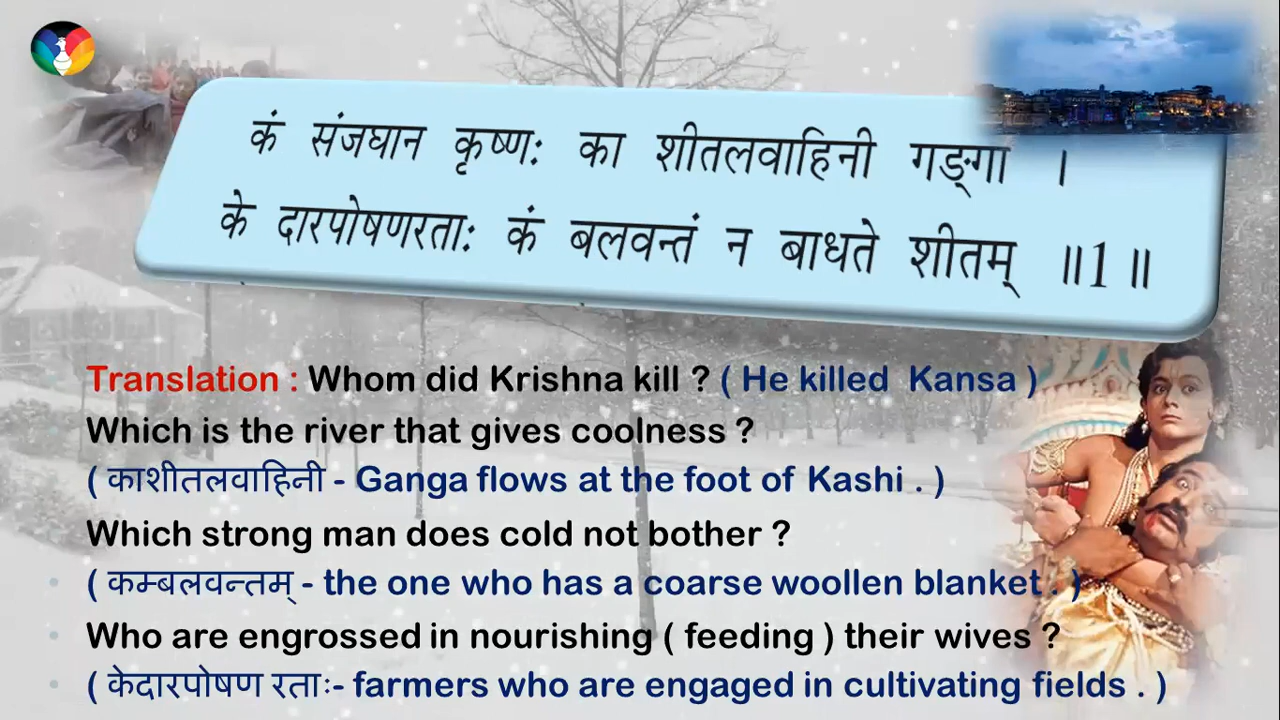 कं संजघान कृष्णः का शीतलवाहिनी गङ्गा ।
के दारपोषणरताः कं बलवन्तं न बाधते शीतम् ॥1॥
Translation : Whom did Krishna kill ? ( He killed Kansa )
Which is the river that gives coolness ?
( काशीतलवाहिनी - Ganga flows at the foot of Kashi . )
Which strong man does cold not bother ?
( कम्बलवन्तम् - the one who has a coarse woollen blanket . )
Who are engrossed in nourishing ( feeding ) their wives ?
( केदारपोषण रताः- farmers who are engaged in cultivating fields . )